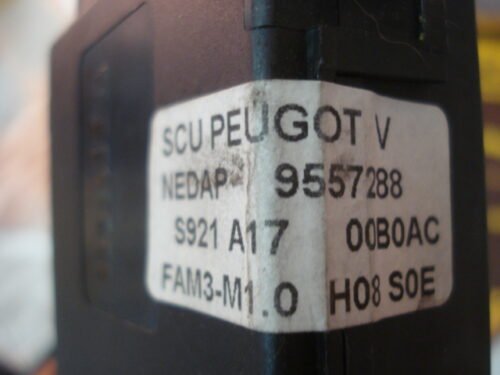 SCU PEUGOT V
NEDAP 9557288
S921 A17 00B0AC
FAM3-M1.0 H08 S0E